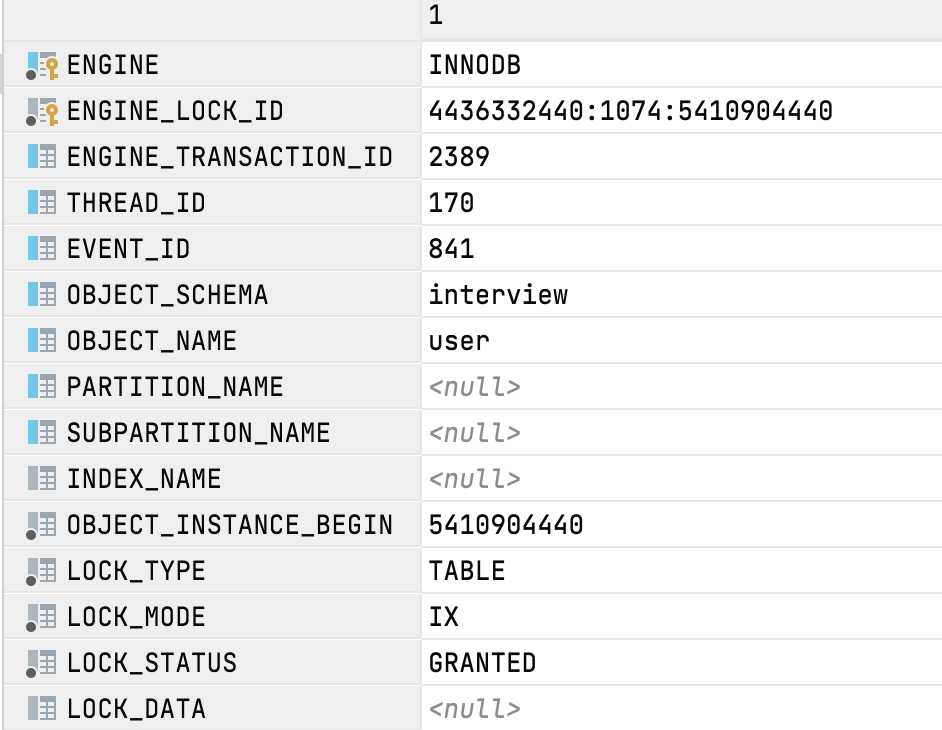 1
ENGINE INNODB
ENGINE_LOCK_ID 4436332440:1074:5410904440
ENGINE_TRANSACTION_ID 2389
THREAD_ID 170
EVENT_ID 841
OBJECT_SCHEMA interview
OBJECT_NAME user
PARTITION_NAME <null>
SUBPARTITION_NAME <null>
INDEX_NAME <null>
OBJECT_INSTANCE_BEGIN 5410904440
LOCK_TYPE TABLE
LOCK_MODE IX
LOCK_STATUS GRANTED
LOCK_DATA <null>